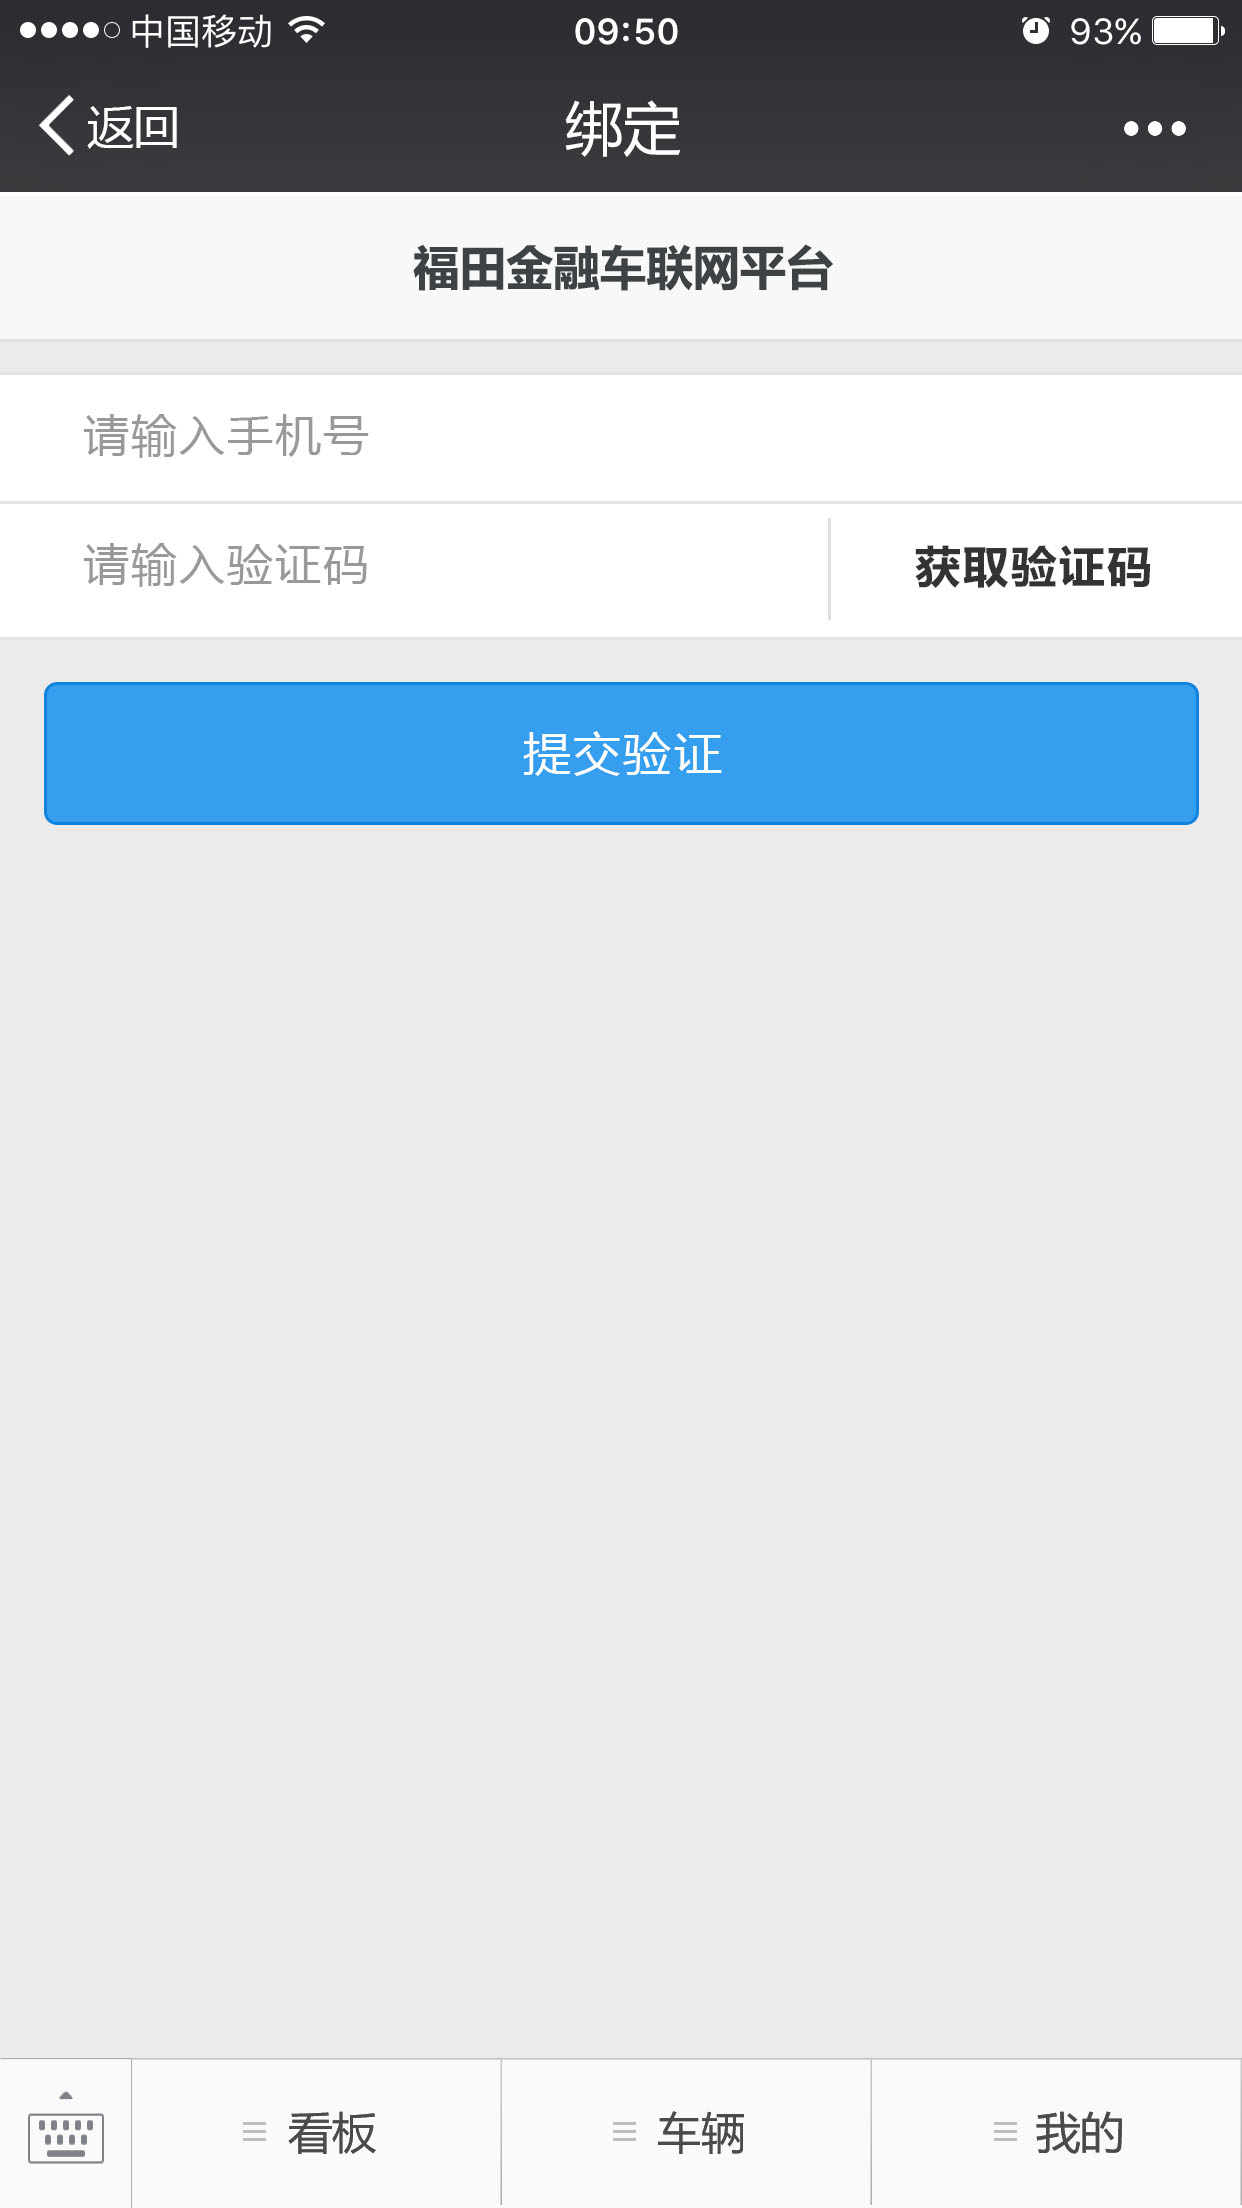 中国移动 09:50 93%
返回 绑定
福田金融车联网平台
请输入手机号
请输入验证码 获取验证码
提交验证
看板 车辆 我的